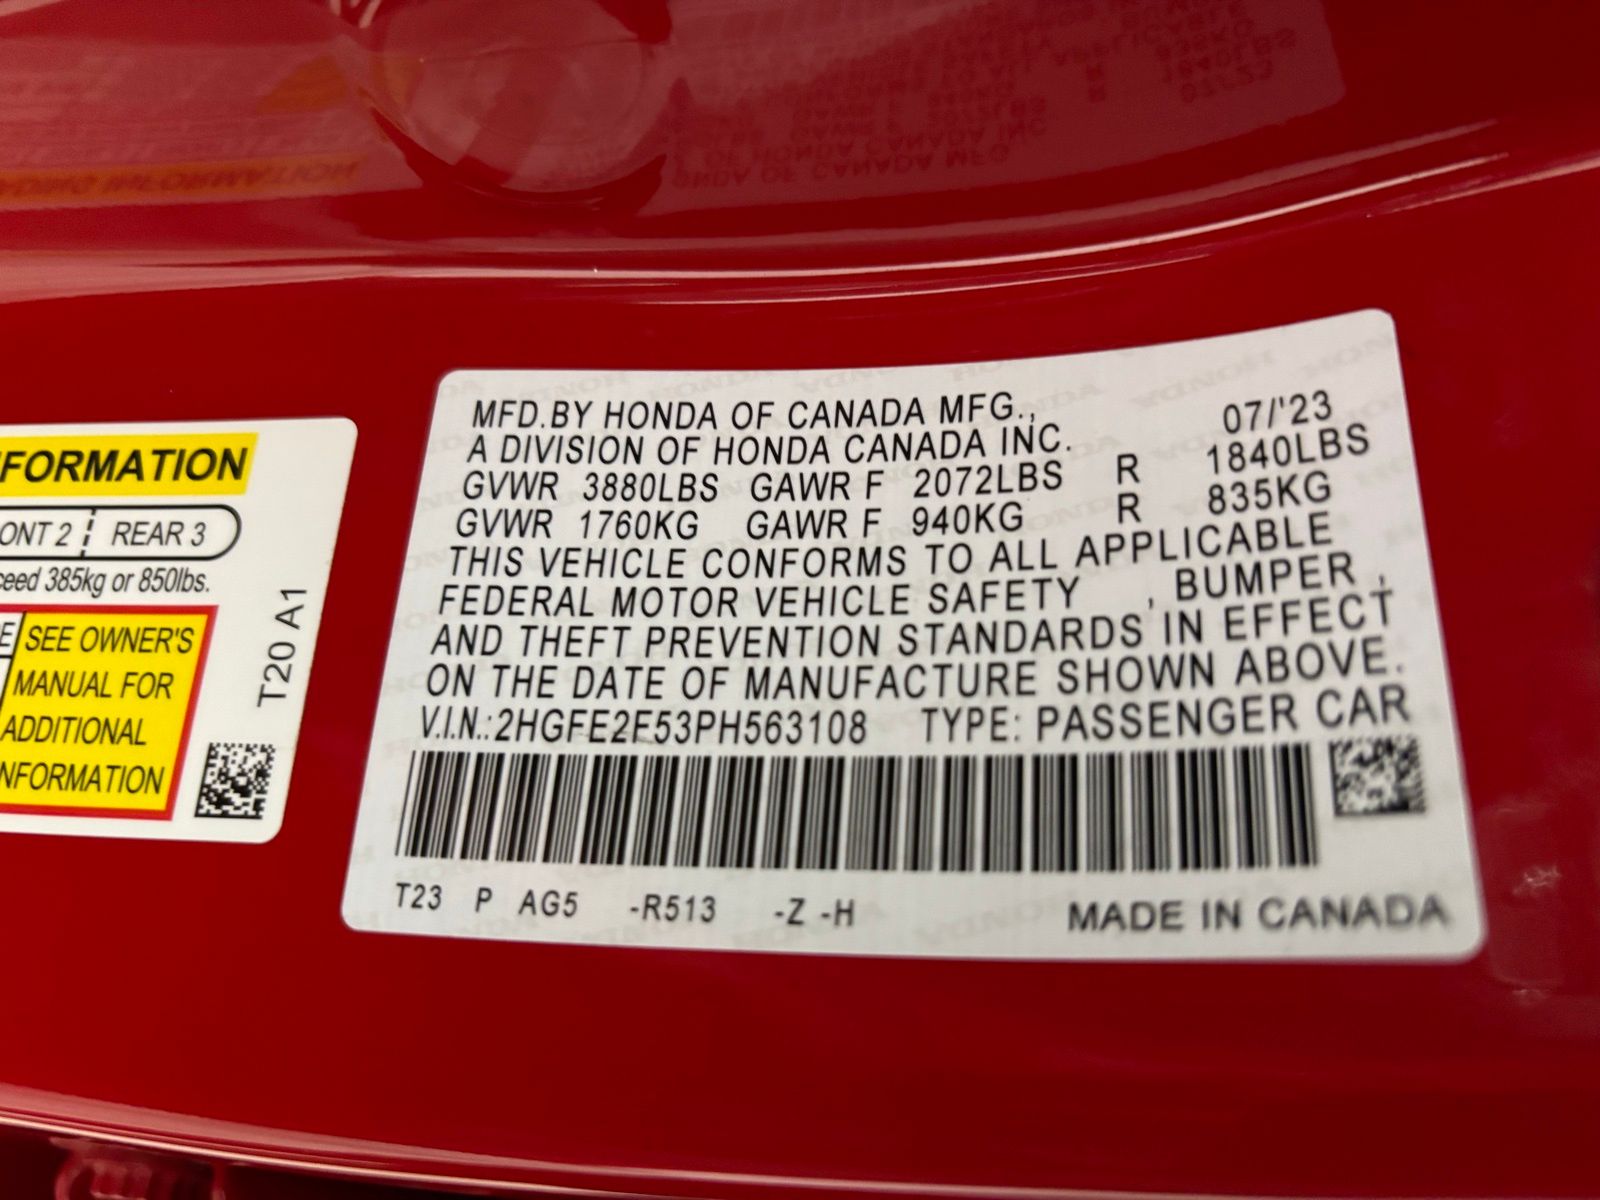 NFORMATION
ONT 2 REAR 3
ceed 385kg or 850lbs.
E
SEE OWNER'S
MANUAL FOR
ADDITIONAL
INFORMATION
T20 A1
MFD.BY HONDA OF CANADA MFG., 07/'23
A DIVISION OF HONDA CANADA INC.
GVWR 3880LBS GAWR F 2072LBS R 1840LBS
GVWR 1760KG GAWR F 940KG R 835KG
THIS VEHICLE CONFORMS TO ALL APPLICABLE
FEDERAL MOTOR VEHICLE SAFETY , BUMPER ,
AND THEFT PREVENTION STANDARDS IN EFFECT
ON THE DATE OF MANUFACTURE SHOWN ABOVE.
V.I.N.:2HGFE2F53PH563108 TYPE: PASSENGER CAR
T23 P AG5 -R513 -Z -H MADE IN CANADA